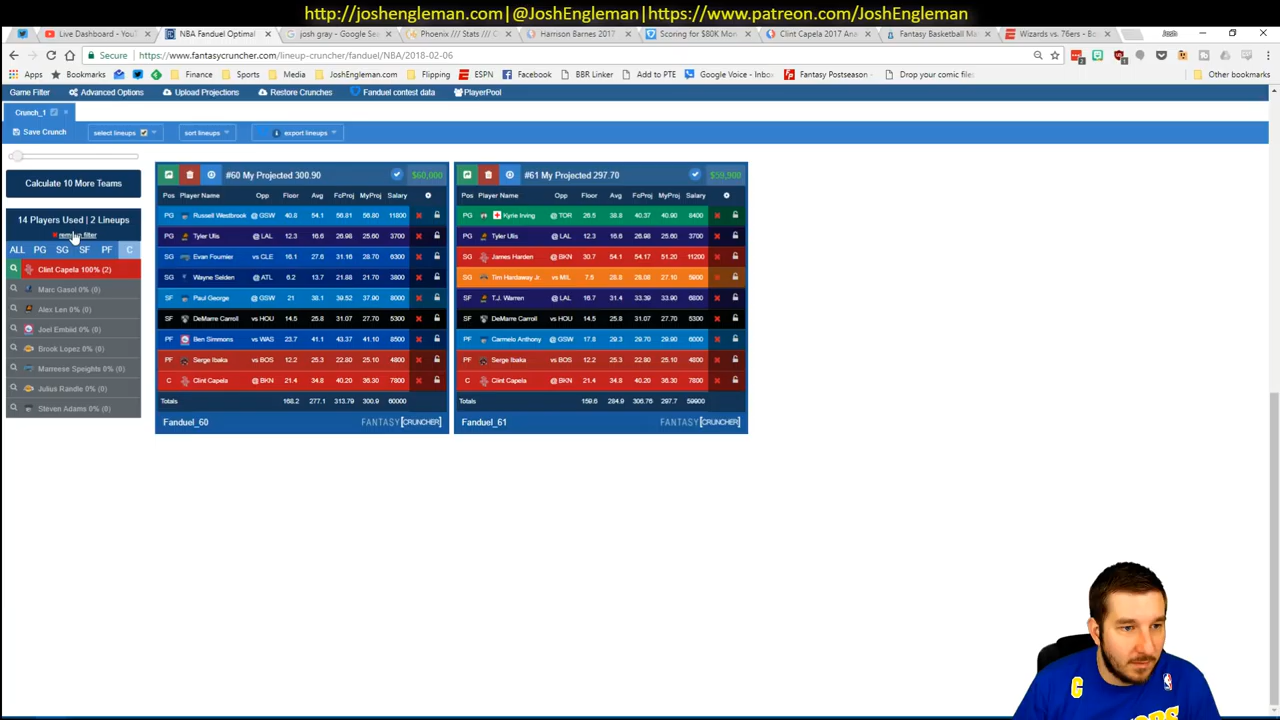 http://joshengleman.com|@JoshEngleman|https://www.patreon.com/JoshEngleman
Live Dashboard - You
NBA Fanduel Optimal
josh gray - Google Sea
Phoenix /// Stats ///
Harrison Barnes 2017
Scoring for $80K Mon
Clint Capela 2017 Ana
Fantasy Basketball Ma
Wizards vs. 76ers - Bo
Josh
Secure
https://www.fantasycruncher.com/lineup-cruncher/fanduel/NBA/2018-02-06
Apps
Bookmarks
Finance
Sports
Media
JoshEngleman.com
Flipping
ESPN
Facebook
BBR Linker
Add to PTE
Google Voice - Inbo
Fantasy Postseason
Drop your comic file
Other bookmarks
Game Filter
Advanced Options
Upload Projections
Restore Crunches
Fanduel contest data
PlayerPool
Crunch_1
Save Crunch
select lineups
sort lineups
export lineups
Calculate 10 More Teams
14 Players Used | 2 Lineups
filter
ALL PG SG SF PF C
Clint Capela 100% (2)
Marc Gasol 0% (0)
Alex Len 0% (0)
Joel Embiid 0% (0)
Brook Lopez 0% (0)
Marreese Speights 0% (0)
Julius Randle 0% (0)
Steven Adams 0% (0)
#60 My Projected 300.90 $60,000
Pos Player Name Opp Floor Avg FcProj MyProj Salary
PG Russell Westbrook @ GSW 40.8 54.1 56.81 56.80 11800
PG Tyler Ulis @ LAL 12.3 16.6 26.98 25.60 3700
SG Evan Fournier vs CLE 16.1 27.6 31.16 28.70 6300
SG Wayne Selden @ ATL 6.2 13.7 21.88 21.70 3800
SF Paul George @ GSW 21 38.1 39.52 37.90 8000
SF DeMarre Carroll vs HOU 14.5 25.8 31.07 27.70 5300
PF Ben Simmons vs WAS 23.7 41.1 43.37 41.10 8500
PF Serge Ibaka vs BOS 12.2 25.3 22.80 25.10 4800
C Clint Capela @ BKN 21.4 34.8 40.20 36.30 7800
Totals 168.2 277.1 313.79 300.9 60000
Fanduel_60 FANTASY[CRUNCHER]
#61 My Projected 297.70 $59,900
Pos Player Name Opp Floor Avg FcProj MyProj Salary
PG Kyrie Irving @ TOR 26.5 38.8 40.37 40.90 8400
PG Tyler Ulis @ LAL 12.3 16.6 26.98 25.60 3700
SG James Harden @ BKN 30.7 54.1 54.17 51.20 11200
SG Tim Hardaway Jr. vs MIL 7.5 28.9 28.08 27.10 5900
SF T.J. Warren @ LAL 16.7 31.4 33.39 33.90 6800
SF DeMarre Carroll vs HOU 14.5 25.8 31.07 27.70 5300
PF Carmelo Anthony @ GSW 17.8 29.3 29.70 29.90 6000
PF Serge Ibaka vs BOS 12.2 25.3 22.80 25.10 4800
C Clint Capela @ BKN 21.4 34.8 40.20 36.30 7800
Totals 159.6 284.9 306.76 297.7 59900
Fanduel_61 FANTASY[CRUNCHER]